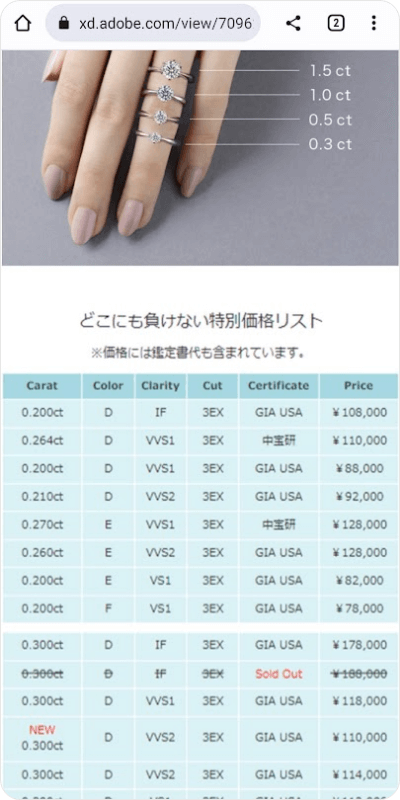 xd.adobe.com/view/7096
2
1.5 ct
1.0 ct
0.5 ct
0.3 ct
どこにも負けない特別価格リスト
※価格には鑑定書代も含まれています。
Carat Color Clarity Cut Certificate Price
0.200ct D IF 3EX GIA USA ¥108,000
0.264ct D VVS1 3EX 中宝研 ¥110,000
0.200ct D VVS1 3EX GIA USA ¥88,000
0.210ct D VVS2 3EX GIA USA ¥92,000
0.270ct E VVS1 3EX 中宝研 ¥128,000
0.260ct E VVS2 3EX GIA USA ¥128,000
0.200ct E VS1 3EX GIA USA ¥82,000
0.200ct F VS1 3EX GIA USA ¥78,000
0.300ct D IF 3EX GIA USA ¥178,000
0.300ct D IF 3EX Sold Out ¥188,000
0.300ct D VVS1 3EX GIA USA ¥118,000
NEW
0.300ct D VVS2 3EX GIA USA ¥110,000
0.300ct D VVS2 3EX GIA USA ¥114,000